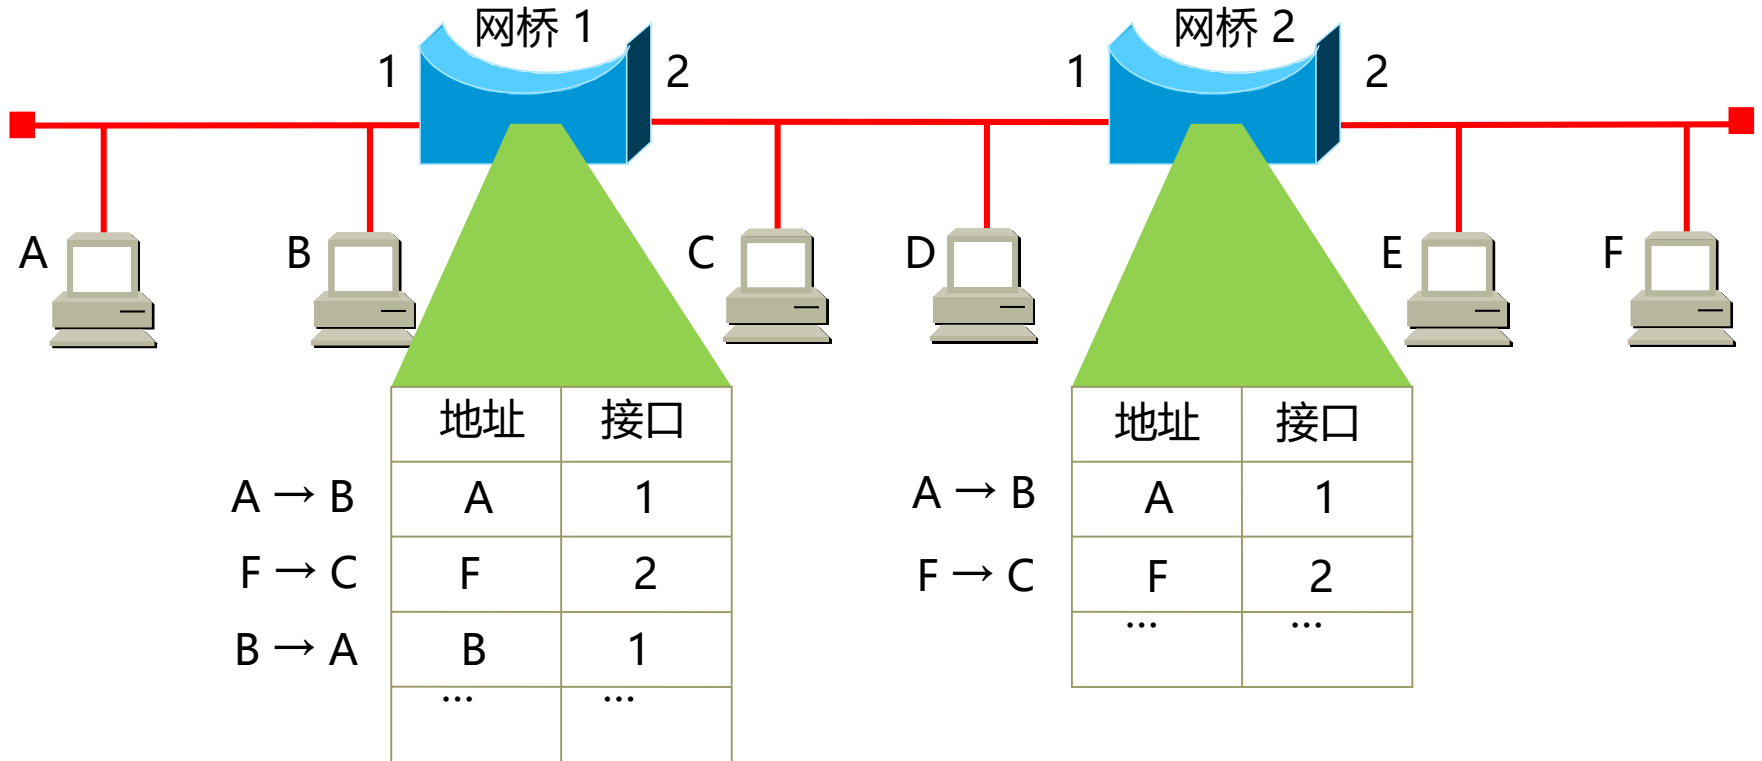 网桥 1
网桥 2
1
2
1
2
A
B
C
D
E
F
地址 接口
A → B A 1
F → C F 2
B → A B 1
... ...
地址 接口
A → B A 1
F → C F 2
... ...